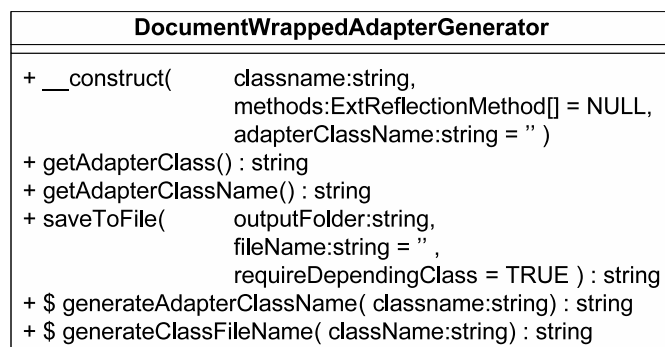 DocumentWrappedAdapterGenerator
+ __construct( classname:string,
methods:ExtReflectionMethod[] = NULL,
adapterClassName:string = '' )
+ getAdapterClass() : string
+ getAdapterClassName() : string
+ saveToFile( outputFolder:string,
fileName:string = '' ,
requireDependingClass = TRUE ) : string
+ $ generateAdapterClassName( classname:string) : string
+ $ generateClassFileName( className:string) : string